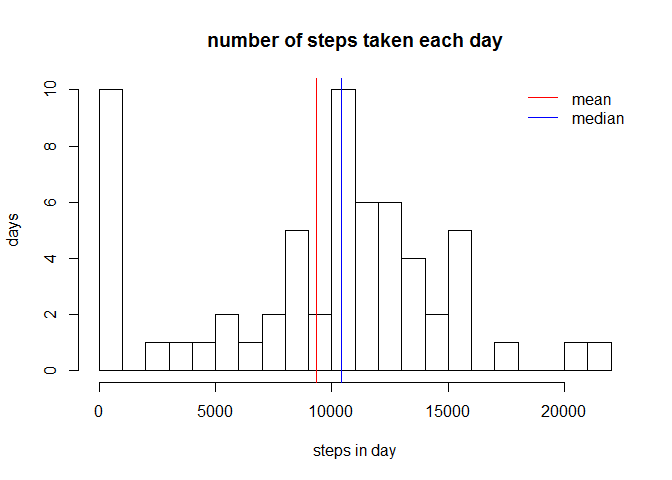 number of steps taken each day
mean
median
10
8
6
4
2
0
days
0 5000 10000 15000 20000
steps in day